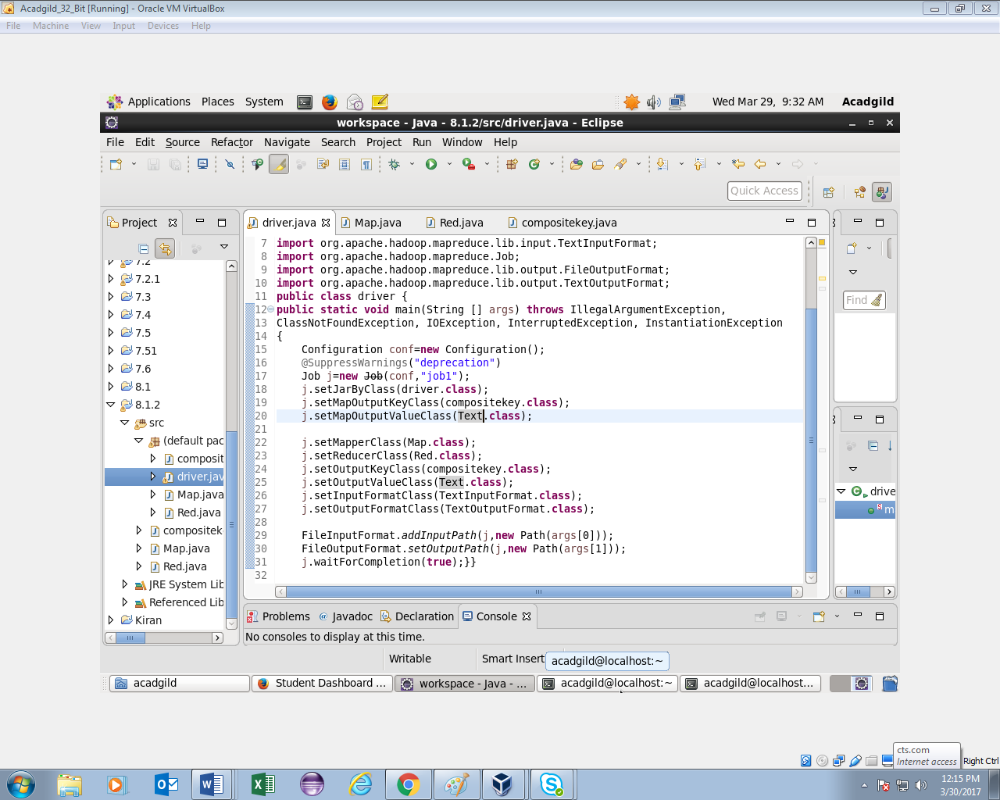 Acadgild_32_Bit [Running] - Oracle VM VirtualBox
File Machine View Input Devices Help
Applications Places System Wed Mar 29, 9:32 AM Acadgild
workspace - Java - 8.1.2/src/driver.java - Eclipse
File Edit Source Refactor Navigate Search Project Run Window Help
Quick Access
Project
driver.java Map.java Red.java compositekey.java
7.2
7.2.1
7.3
7.4
7.5
7.51
7.6
8.1
8.1.2
src
(default pac
composit
driver.jav
Map.java
Red.java
compositek
Map.java
Red.java
JRE System Lib
Referenced Lib
Kiran
7 import org.apache.hadoop.mapreduce.lib.input.TextInputFormat;
8 import org.apache.hadoop.mapreduce.Job;
9 import org.apache.hadoop.mapreduce.lib.output.FileOutputFormat;
10 import org.apache.hadoop.mapreduce.lib.output.TextOutputFormat;
11 public class driver {
12 public static void main(String [] args) throws IllegalArgumentException,
13 ClassNotFoundException, IOException, InterruptedException, InstantiationException
14 {
15 Configuration conf=new Configuration();
16 @SuppressWarnings("deprecation")
17 Job j=new Job(conf,"job1");
18 j.setJarByClass(driver.class);
19 j.setMapOutputKeyClass(compositekey.class);
20 j.setMapOutputValueClass(Text.class);
21
22 j.setMapperClass(Map.class);
23 j.setReducerClass(Red.class);
24 j.setOutputKeyClass(compositekey.class);
25 j.setOutputValueClass(Text.class);
26 j.setInputFormatClass(TextInputFormat.class);
27 j.setOutputFormatClass(TextOutputFormat.class);
28
29 FileInputFormat.addInputPath(j,new Path(args[0]));
30 FileOutputFormat.setOutputPath(j,new Path(args[1]));
31 j.waitForCompletion(true);}}
32
Find
drive
m
Problems Javadoc Declaration Console
No consoles to display at this time.
Writable Smart Insert
acadgild@localhost:~
acadgild Student Dashboard ... workspace - Java - ... acadgild@localhost:~ acadgild@localhost...
cts.com
Internet access
Right Ctrl
12:15 PM
3/30/2017